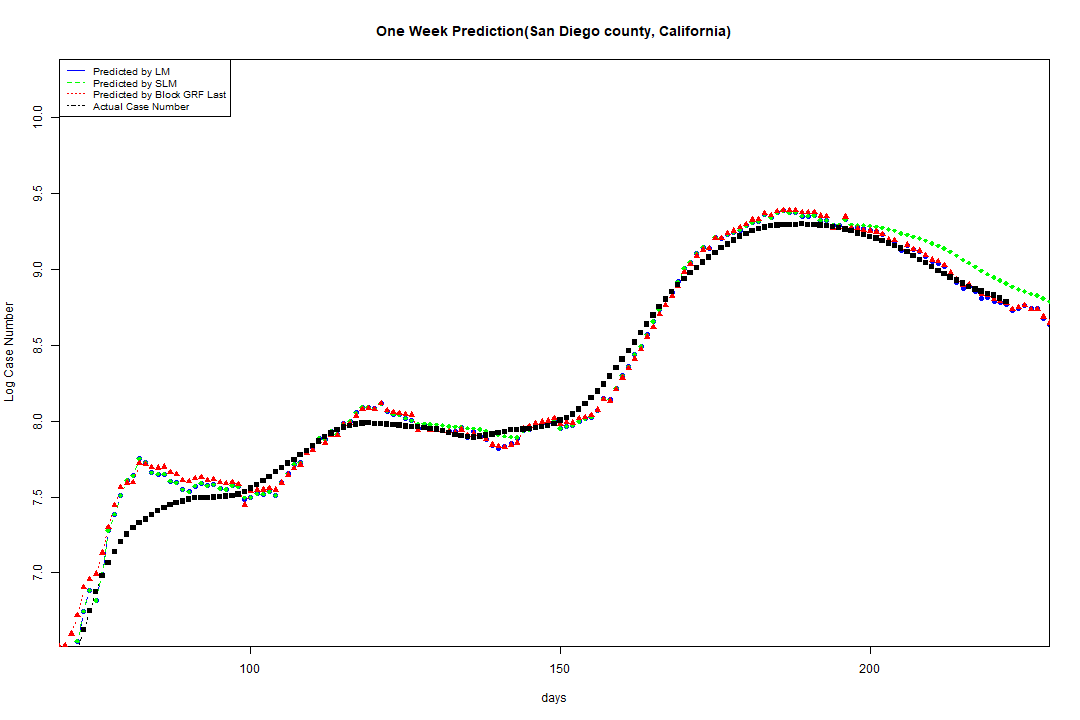 One Week Prediction(San Diego county, California)
Predicted by LM
Predicted by SLM
Predicted by Block GRF Last
Actual Case Number
10.0
9.5
9.0
8.5
8.0
7.5
7.0
Log Case Number
100
150
200
days